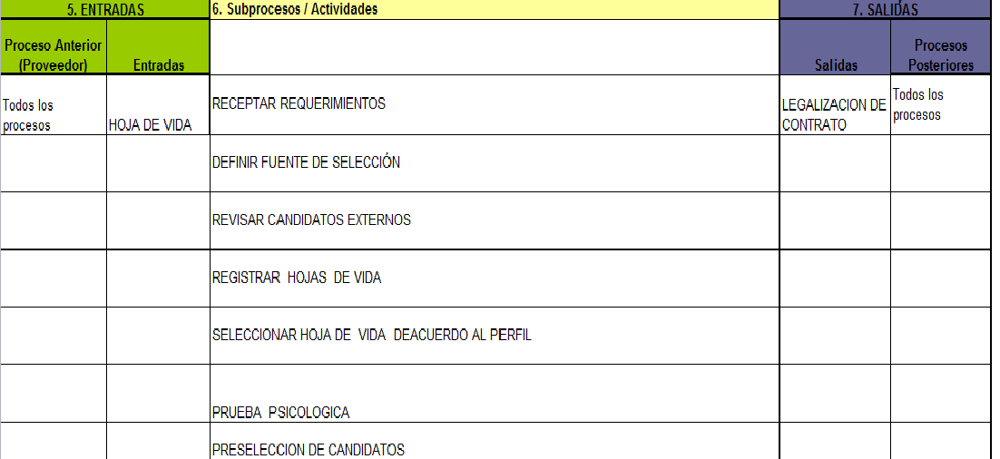 5. ENTRADAS
6. Subprocesos / Actividades
7. SALIDAS
Proceso Anterior
(Proveedor)
Entradas
Salidas
Procesos
Posteriores
Todos los
procesos
HOJA DE VIDA
RECEPTAR REQUERIMIENTOS
LEGALIZACION DE
CONTRATO
Todos los
procesos
DEFINIR FUENTE DE SELECCIÓN
REVISAR CANDIDATOS EXTERNOS
REGISTRAR  HOJAS  DE VIDA
SELECCIONAR HOJA DE  VIDA  DEACUERDO AL PERFIL
PRUEBA  PSICOLOGICA
PRESELECCION DE CANDIDATOS